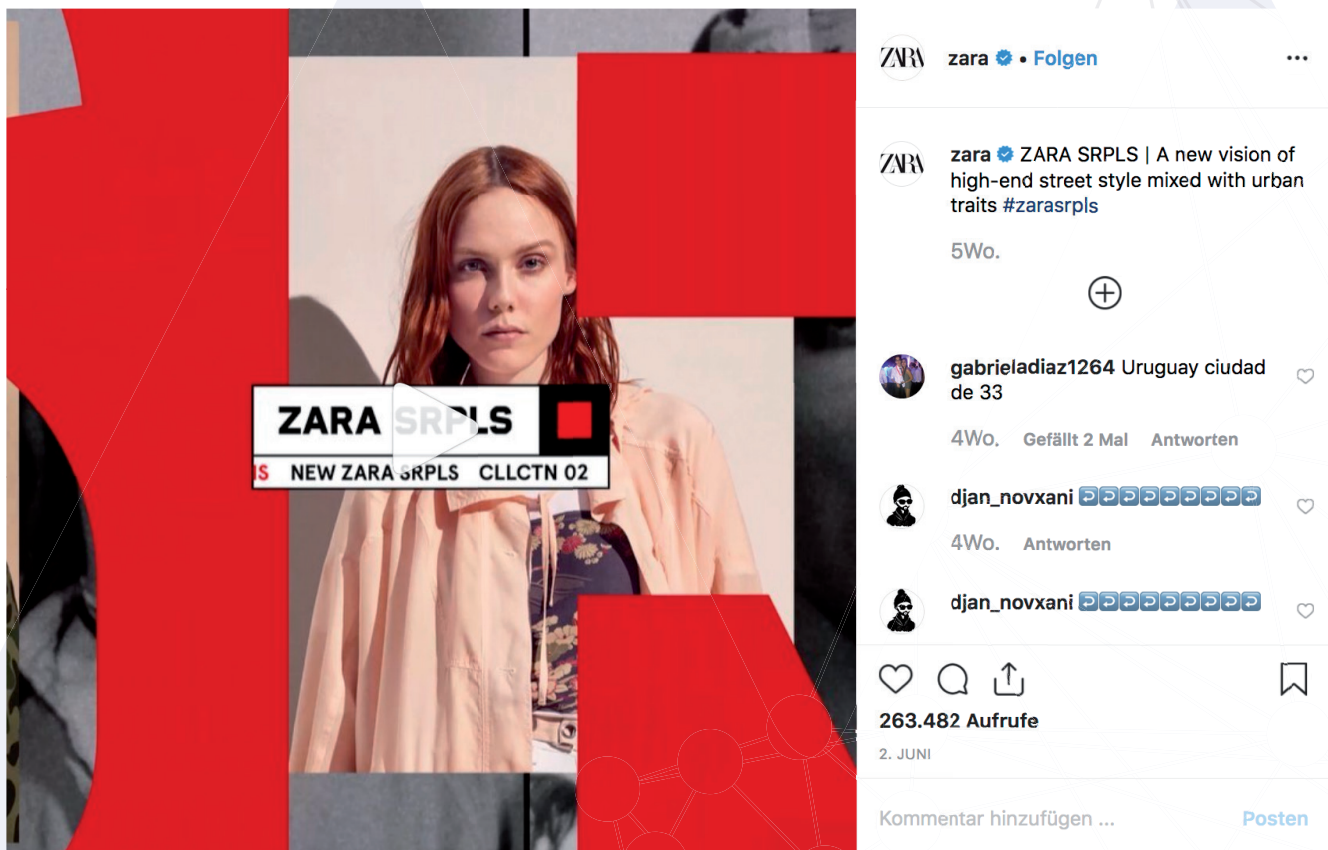 ZARA SRPLS
IS NEW ZARA SRPLS CLLCTN 02
ZARA
zara • Folgen
ZARA
zara ZARA SRPLS | A new vision of
high-end street style mixed with urban
traits #zarasrpls
5Wo.
gabrieladiaz1264 Uruguay ciudad
de 33
4Wo. Gefällt 2 Mal Antworten
djan_novxani
4Wo. Antworten
djan_novxani
263.482 Aufrufe
2. JUNI
Kommentar hinzufügen ...
Posten